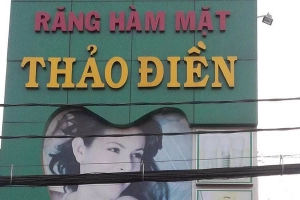 RĂNG HÀM MẶT
THẢO ĐIỀN